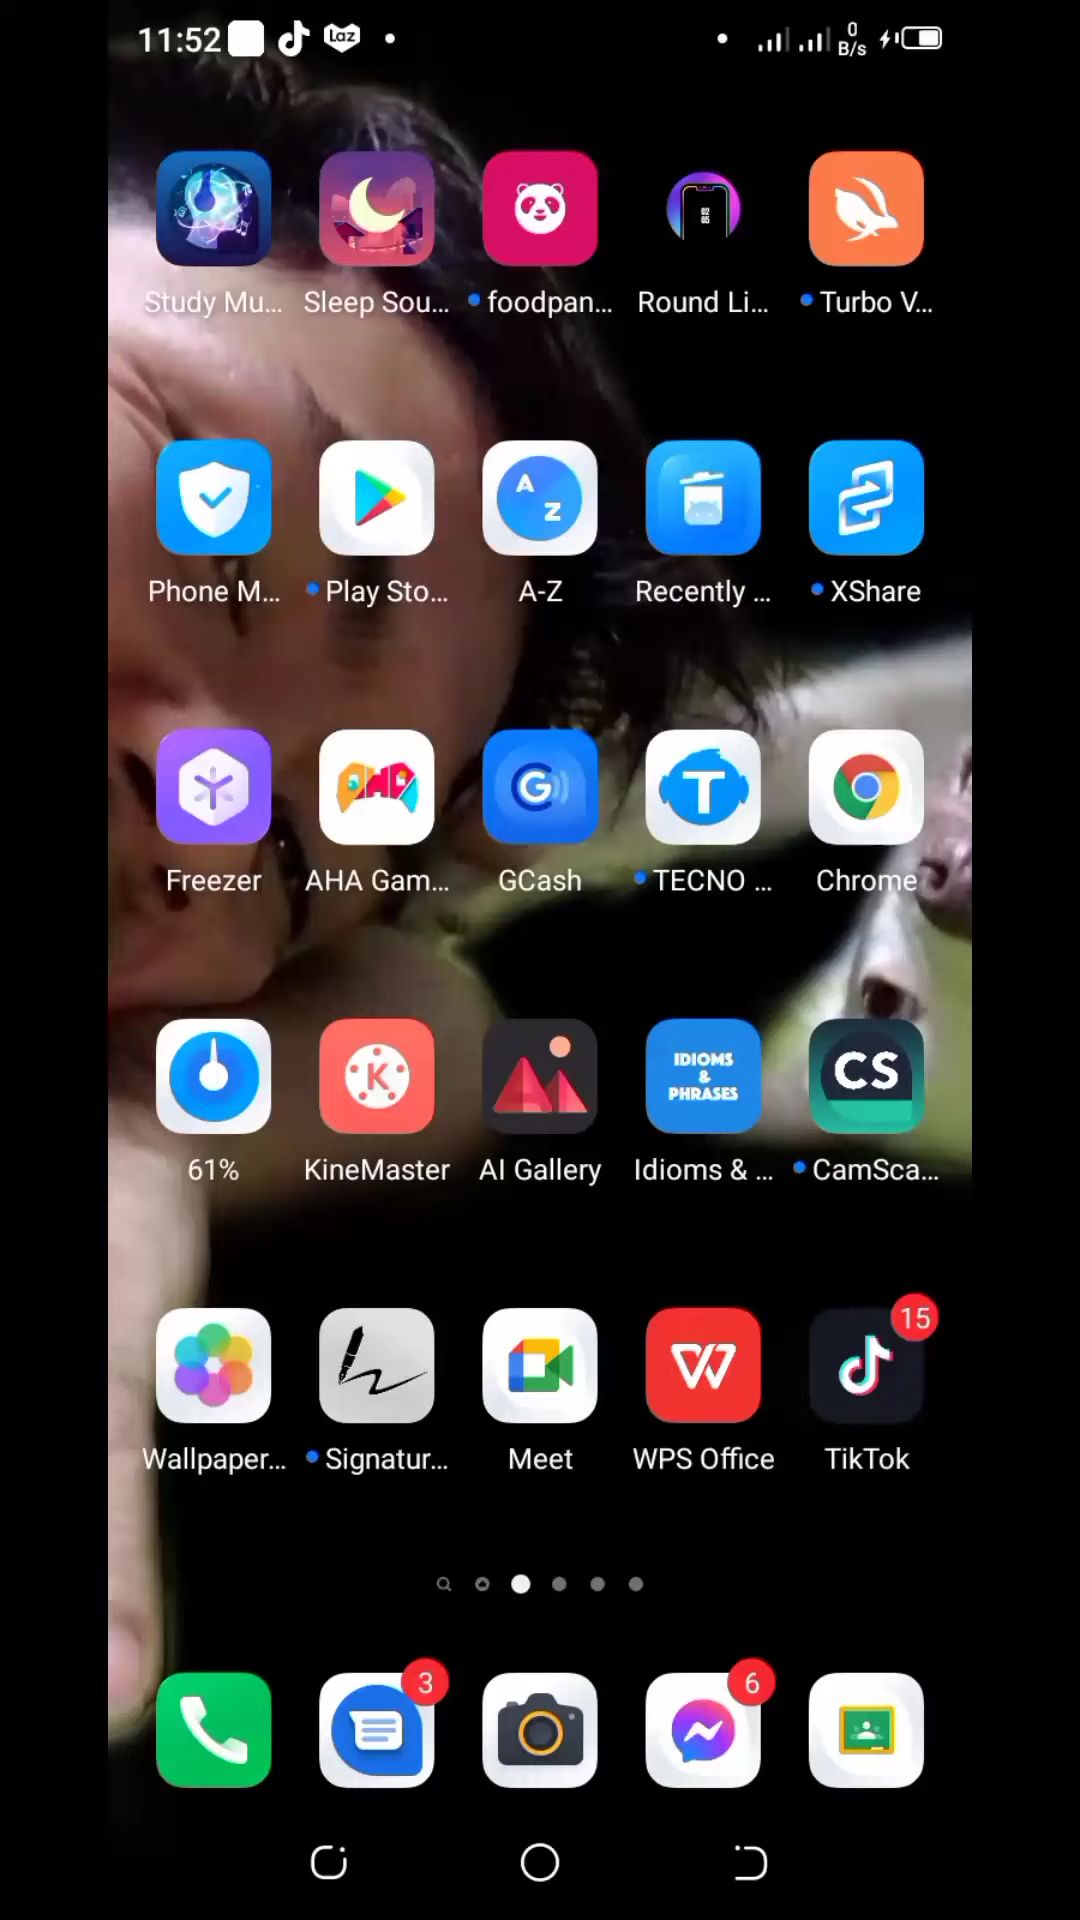 11:52 Laz 0 B/s
Study Mu... Sleep Sou... foodpan... Round Li... Turbo V...
A Z
Phone M... Play Sto... A-Z Recently ... XShare
AHA G T
Freezer AHA Gam... GCash TECNO ... Chrome
K IDIOMS & PHRASES CS
61% KineMaster AI Gallery Idioms & ... CamSca...
W 15
Wallpaper... Signatur... Meet WPS Office TikTok
3 6